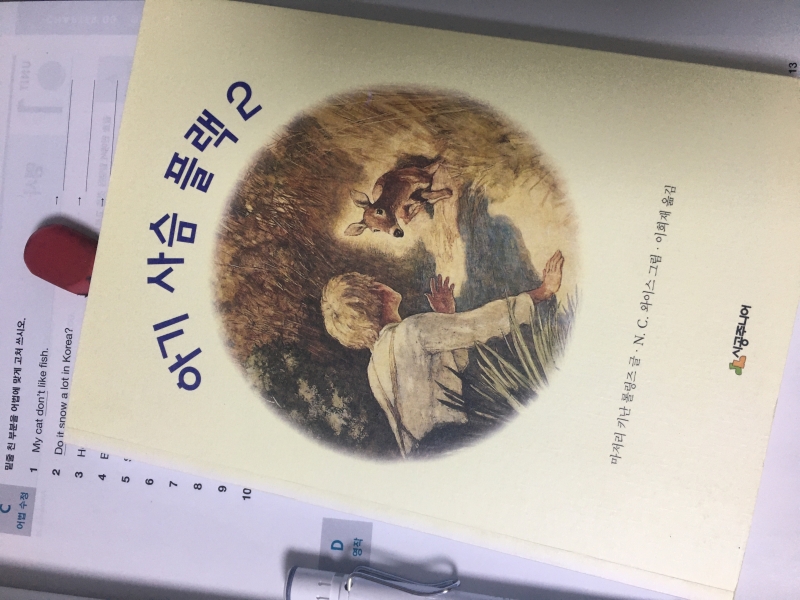 아기 사슴 플랙 2
마저리 키난 롤링즈 글 · N. C. 와이스 그림 · 이희재 옮김
시공주니어
C
어법 수정
밑줄 친 부분을 어법에 맞게 고쳐 쓰시오.
1 My cat don't like fish.
2 Do it snow a lot in Korea?
3 H
4 E
5
6
7
8
9
10
D
영작
13